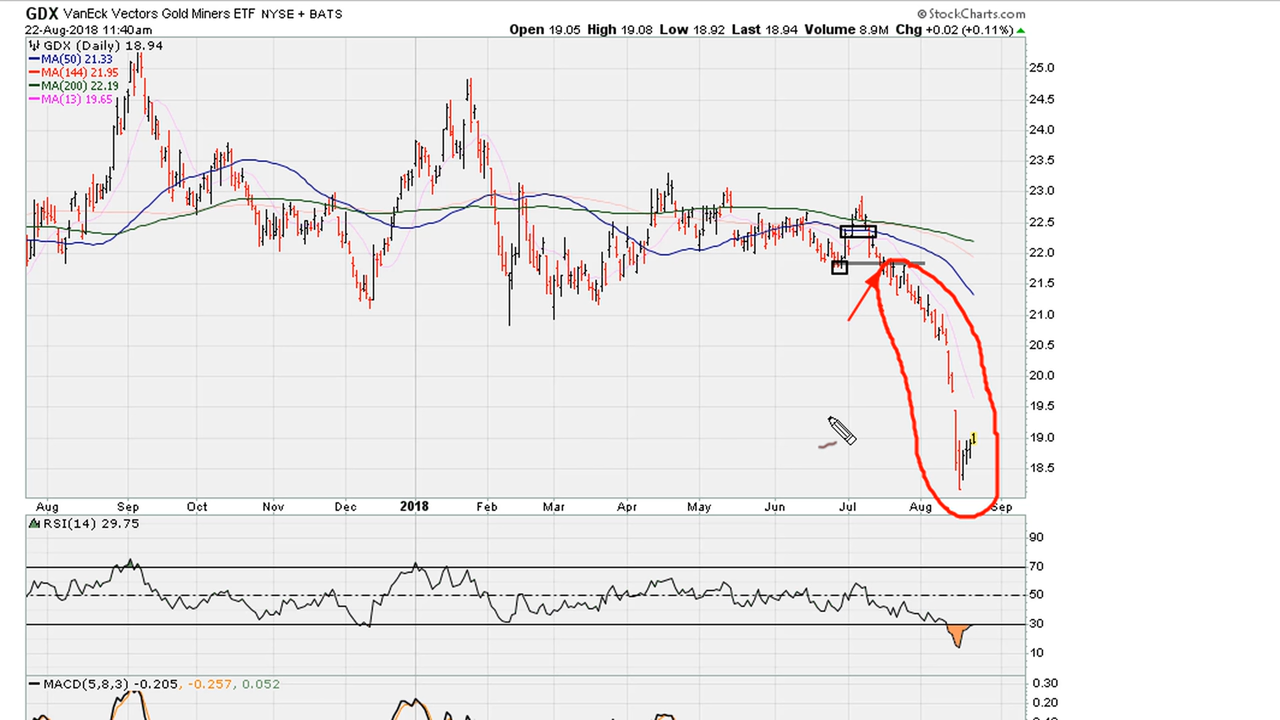 GDX VanEck Vectors Gold Miners ETF NYSE + BATS
© StockCharts.com
22-Aug-2018 11:40am
Open 19.05 High 19.08 Low 18.92 Last 18.94 Volume 8.9M Chg +0.02 (+0.11%)
GDX (Daily) 18.94
MA(50) 21.33
MA(144) 21.95
MA(200) 22.19
MA(13) 19.65
25.0
24.5
24.0
23.5
23.0
22.5
22.0
21.5
21.0
20.5
20.0
19.5
19.0
18.5
1
Aug Sep Oct Nov Dec 2018 Feb Mar Apr May Jun Jul Aug Sep
RSI(14) 29.75
90
70
50
30
10
MACD(5,8,3) -0.205, -0.257, 0.052
0.30
0.20